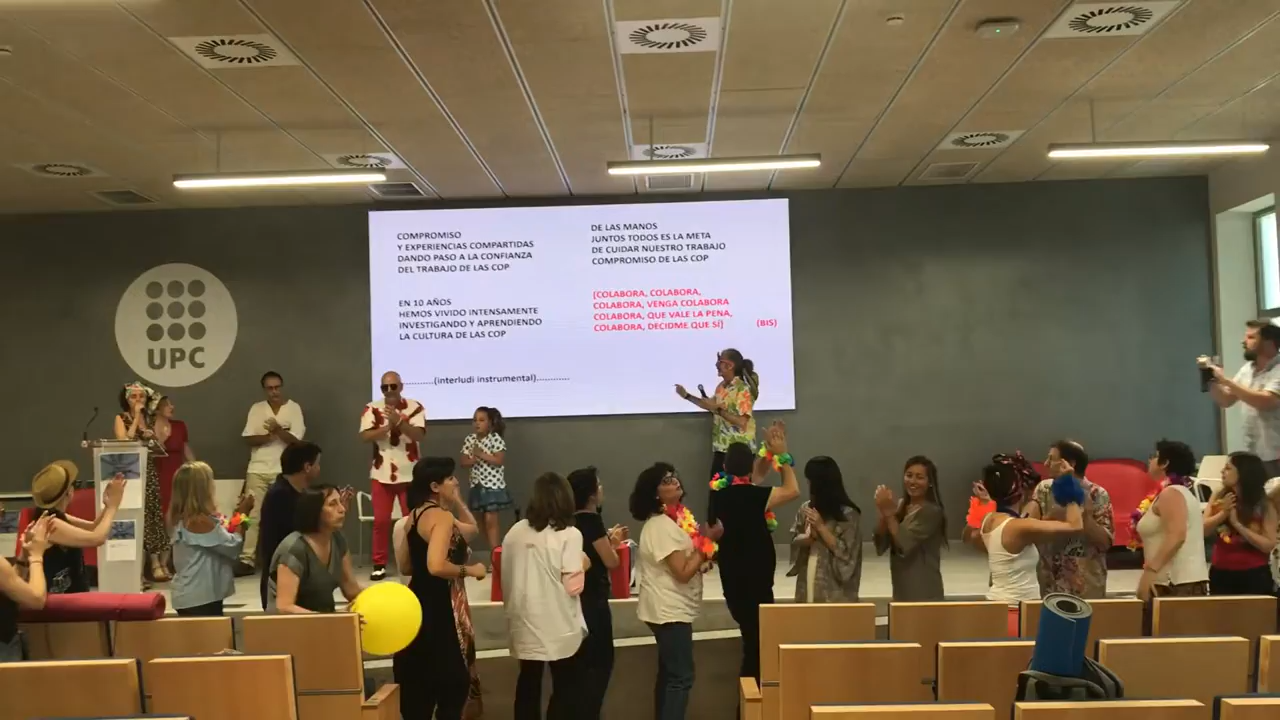 COMPROMISO
Y EXPERIENCIAS COMPARTIDAS
DANDO PASO A LA CONFIANZA
DEL TRABAJO DE LAS COP
EN 10 AÑOS
HEMOS VIVIDO INTENSAMENTE
INVESTIGANDO Y APRENDIENDO
LA CULTURA DE LAS COP
..........(interludi instrumental)...........
DE LAS MANOS
JUNTOS TODOS ES LA META
DE CUIDAR NUESTRO TRABAJO
COMPROMISO DE LAS COP
[COLABORA, COLABORA,
COLABORA, VENGA COLABORA
COLABORA, QUE VALE LA PENA,
COLABORA, DECIDME QUE SÍ] (BIS)
UPC